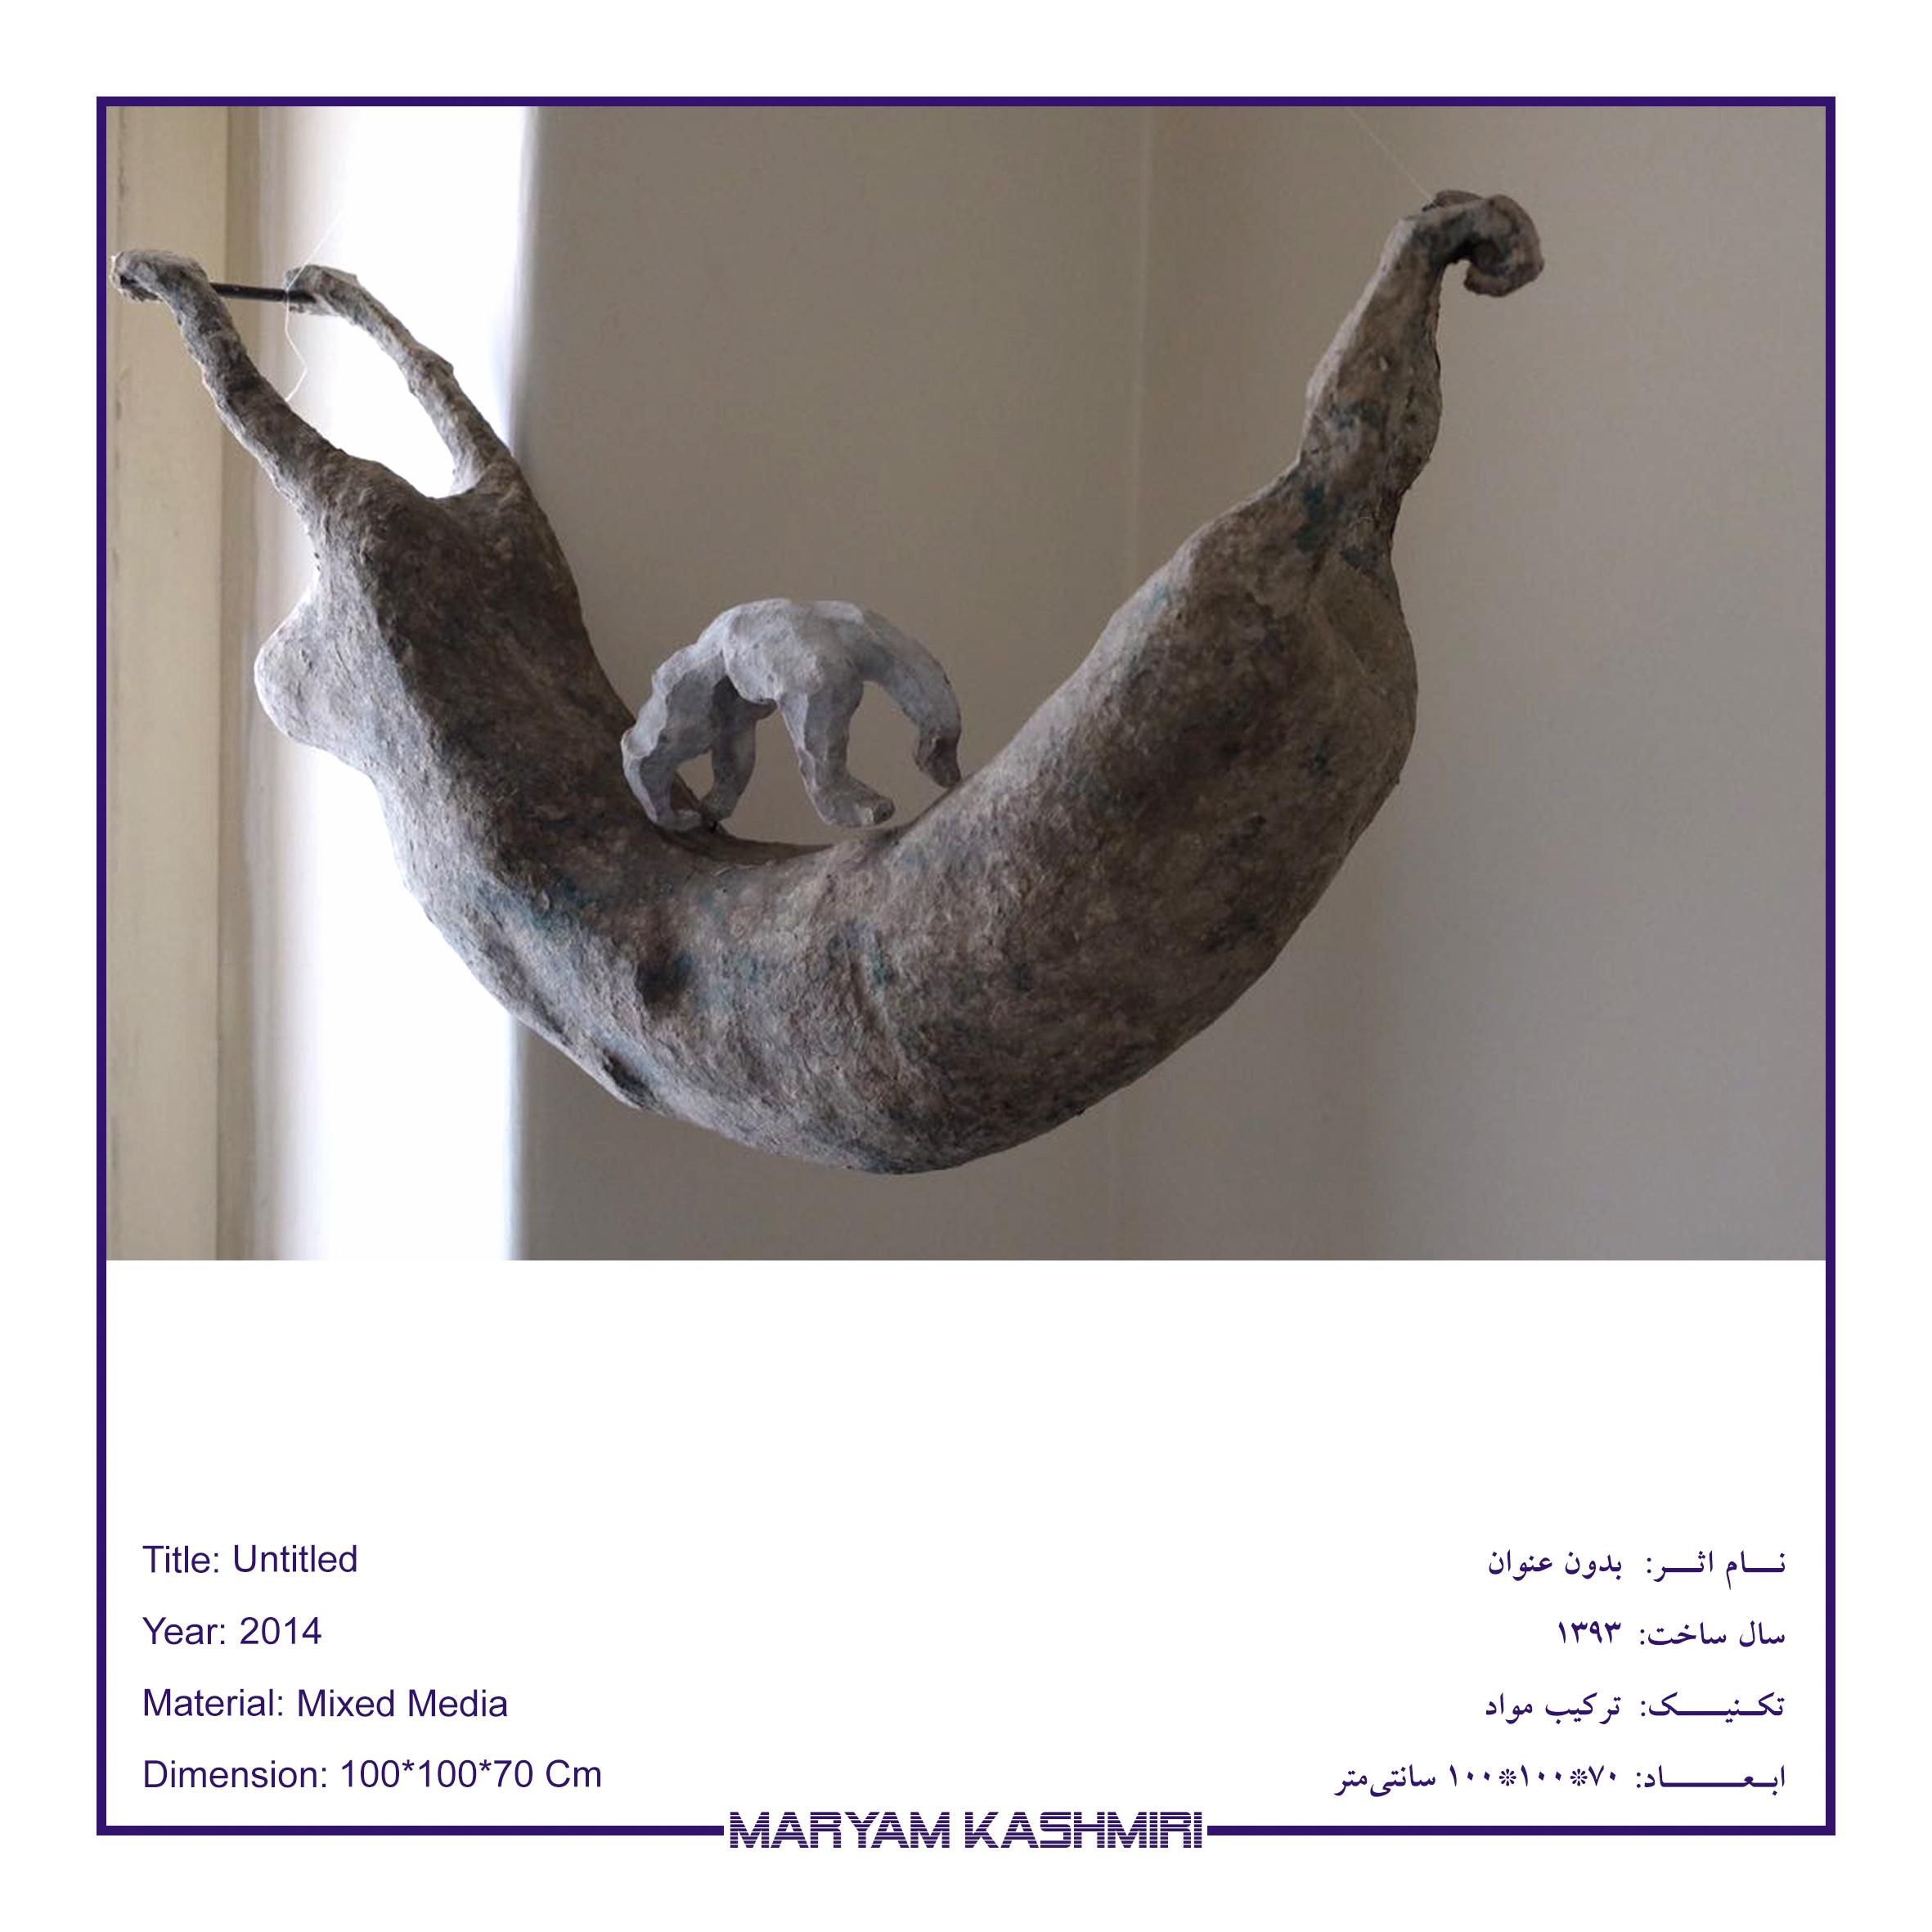 Title: Untitled
Year: 2014
Material: Mixed Media
Dimension: 100*100*70 Cm
نـــام اثـــر: بدون عنوان
سال ساخت: ۱۳۹۳
تکـنیـــک: ترکیب مواد
ابـعـــــاد: ۷۰*۱۰۰*۱۰۰ سانتی‌متر
MARYAM KASHMIRI